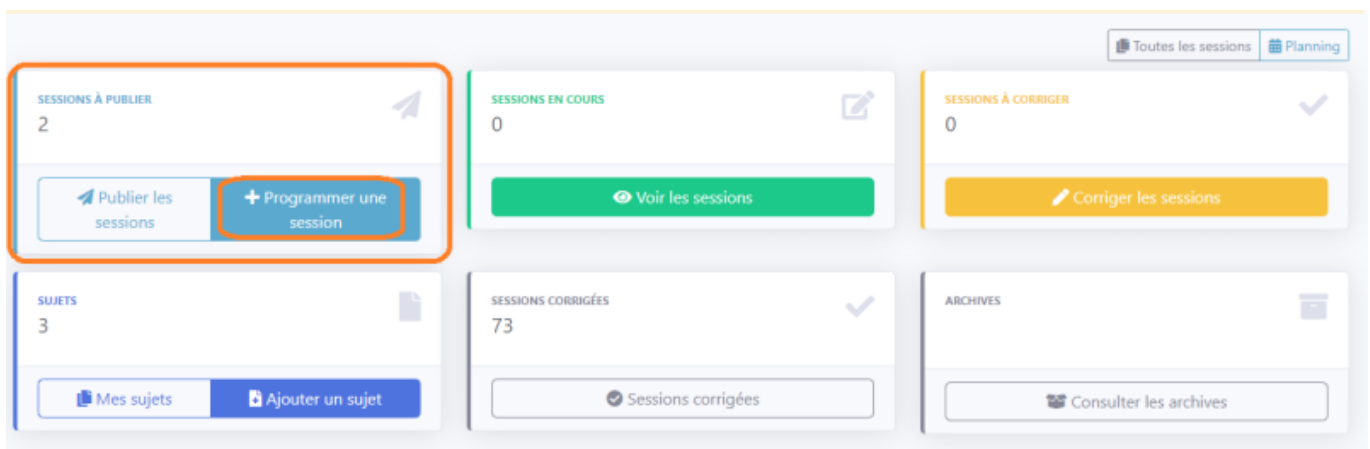 Toutes les sessions Planning
SESSIONS À PUBLIER
2
Publier les
sessions
Programmer une
session
SESSIONS EN COURS
0
Voir les sessions
SESSIONS À CORRIGER
0
Corriger les sessions
SUJETS
3
Mes sujets Ajouter un sujet
SESSIONS CORRIGÉES
73
Sessions corrigées
ARCHIVES
Consulter les archives